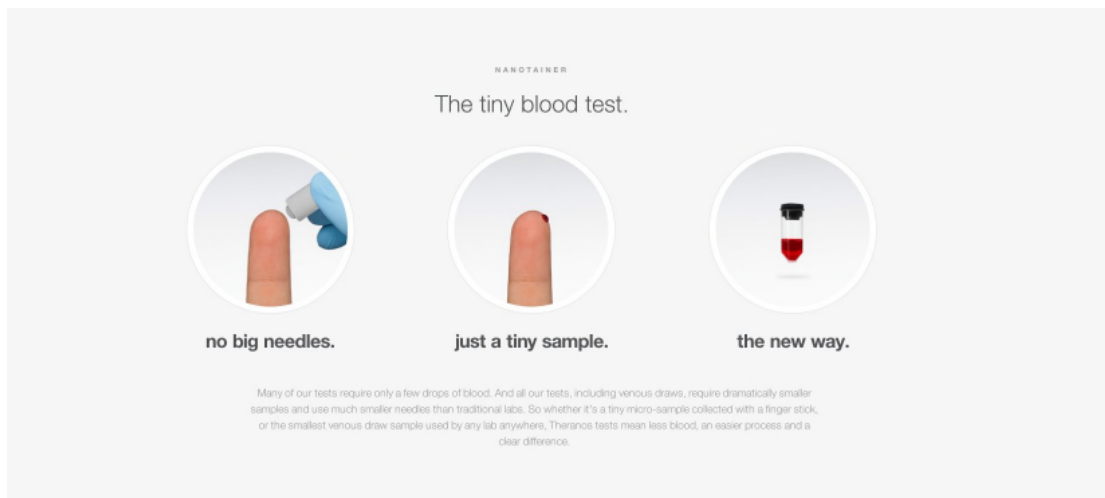 NANOTAINER
The tiny blood test.
no big needles.
just a tiny sample.
the new way.
Many of our tests require only a few drops of blood. And all our tests, including venous draws, require dramatically smaller
samples and use much smaller needles than traditional labs. So whether it's a tiny micro-sample collected with a finger stick,
or the smallest venous draw sample used by any lab anywhere, Theranos tests mean less blood, an easier process and a
clear difference.